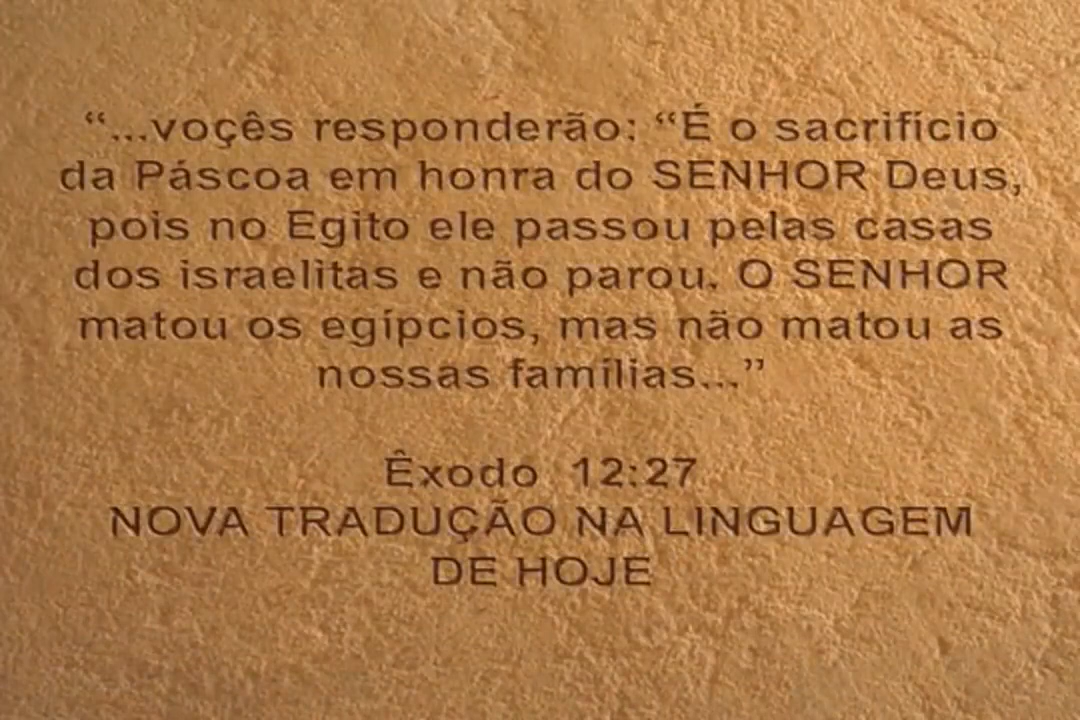 “...voçês responderão: “É o sacrifício
da Páscoa em honra do SENHOR Deus,
pois no Egito ele passou pelas casas
dos israelitas e não parou. O SENHOR
matou os egípcios, mas não matou as
nossas famílias...”
Êxodo 12:27
NOVA TRADUÇÃO NA LINGUAGEM
DE HOJE